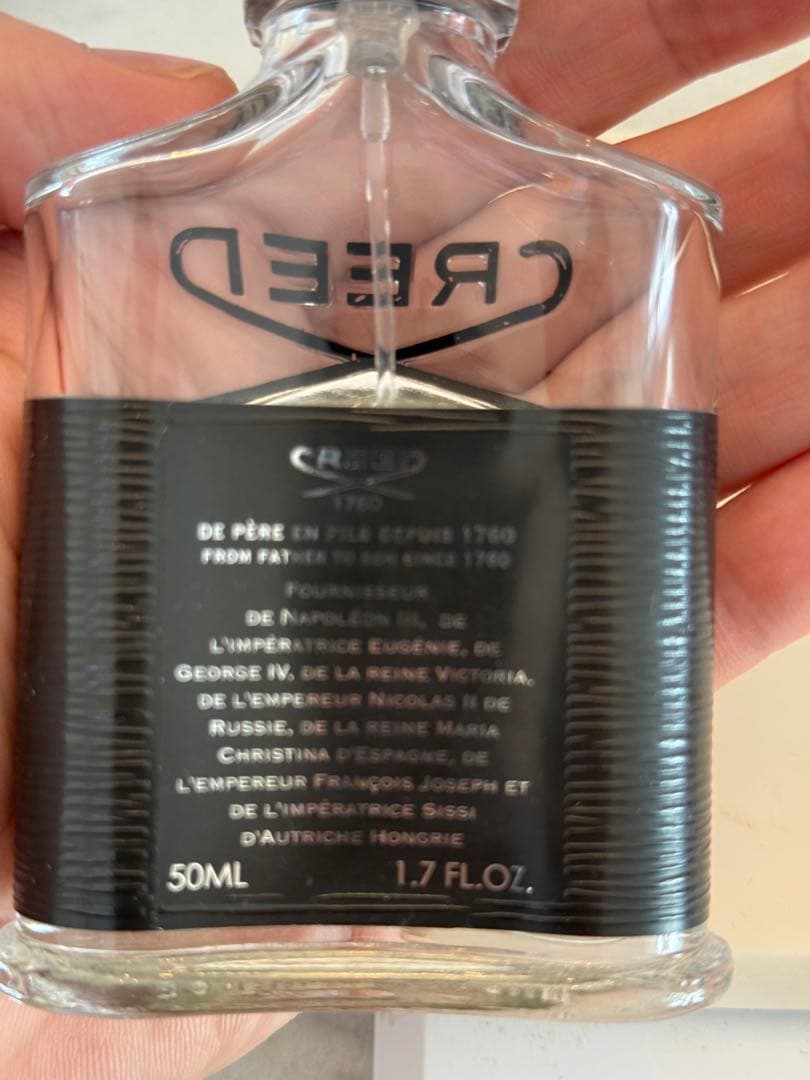 CREED
CREED
1760
DE PÈRE EN FILS DEPUIS 1760
FROM FATHER TO SON SINCE 1760
FOURNISSEUR
DE NAPOLÉON III, DE
L'IMPÉRATRICE EUGÉNIE, DE
GEORGE IV, DE LA REINE VICTORIA,
DE L'EMPEREUR NICOLAS II DE
RUSSIE, DE LA REINE MARIA
CHRISTINA D'ESPAGNE, DE
L'EMPEREUR FRANÇOIS JOSEPH ET
DE L'IMPÉRATRICE SISSI
D'AUTRICHE HONGRIE
50ML 1.7 FL.OZ.